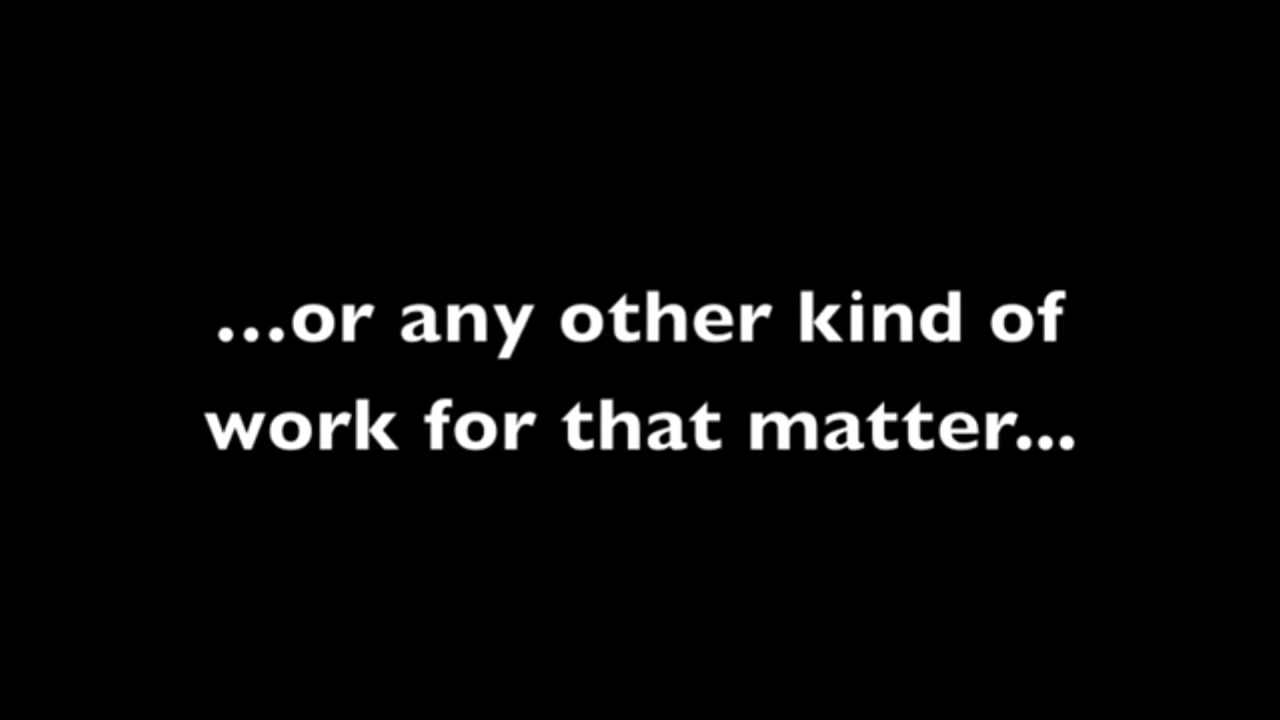 ...or any other kind of
work for that matter...